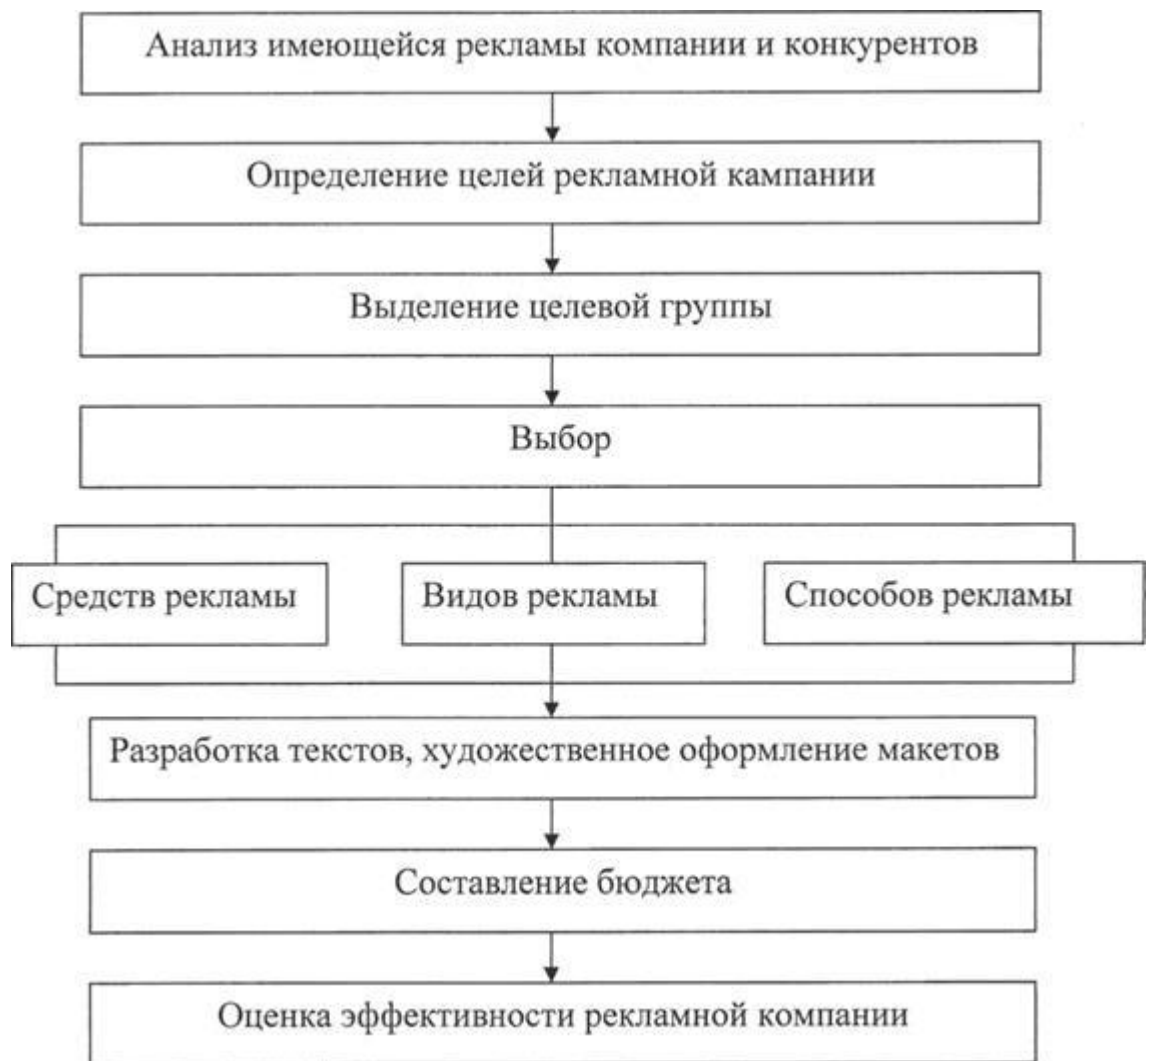 Анализ имеющейся рекламы компании и конкурентов
Определение целей рекламной кампании
Выделение целевой группы
Выбор
Средств рекламы
Видов рекламы
Способов рекламы
Разработка текстов, художественное оформление макетов
Составление бюджета
Оценка эффективности рекламной компании